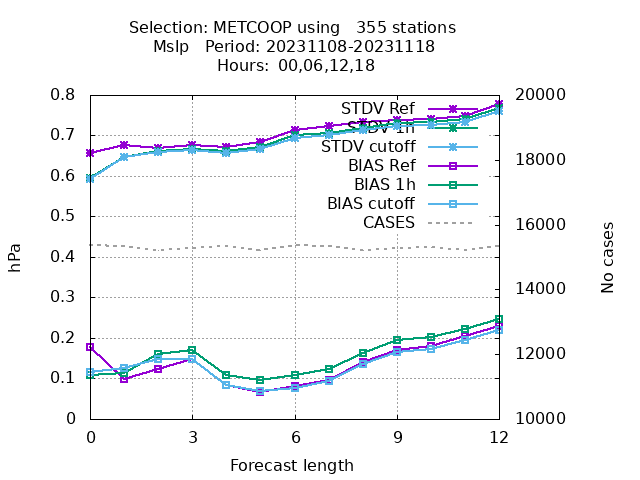 Selection: METCOOP using   355 stations
Mslp   Period: 20231108-20231118
Hours:  00,06,12,18
0.8
0.7
0.6
0.5
0.4
0.3
0.2
0.1
0
hPa
STDV Ref
STDV 1h
STDV cutoff
BIAS Ref
BIAS 1h
BIAS cutoff
CASES
20000
18000
16000
14000
12000
10000
No cases
0 3 6 9 12
Forecast length